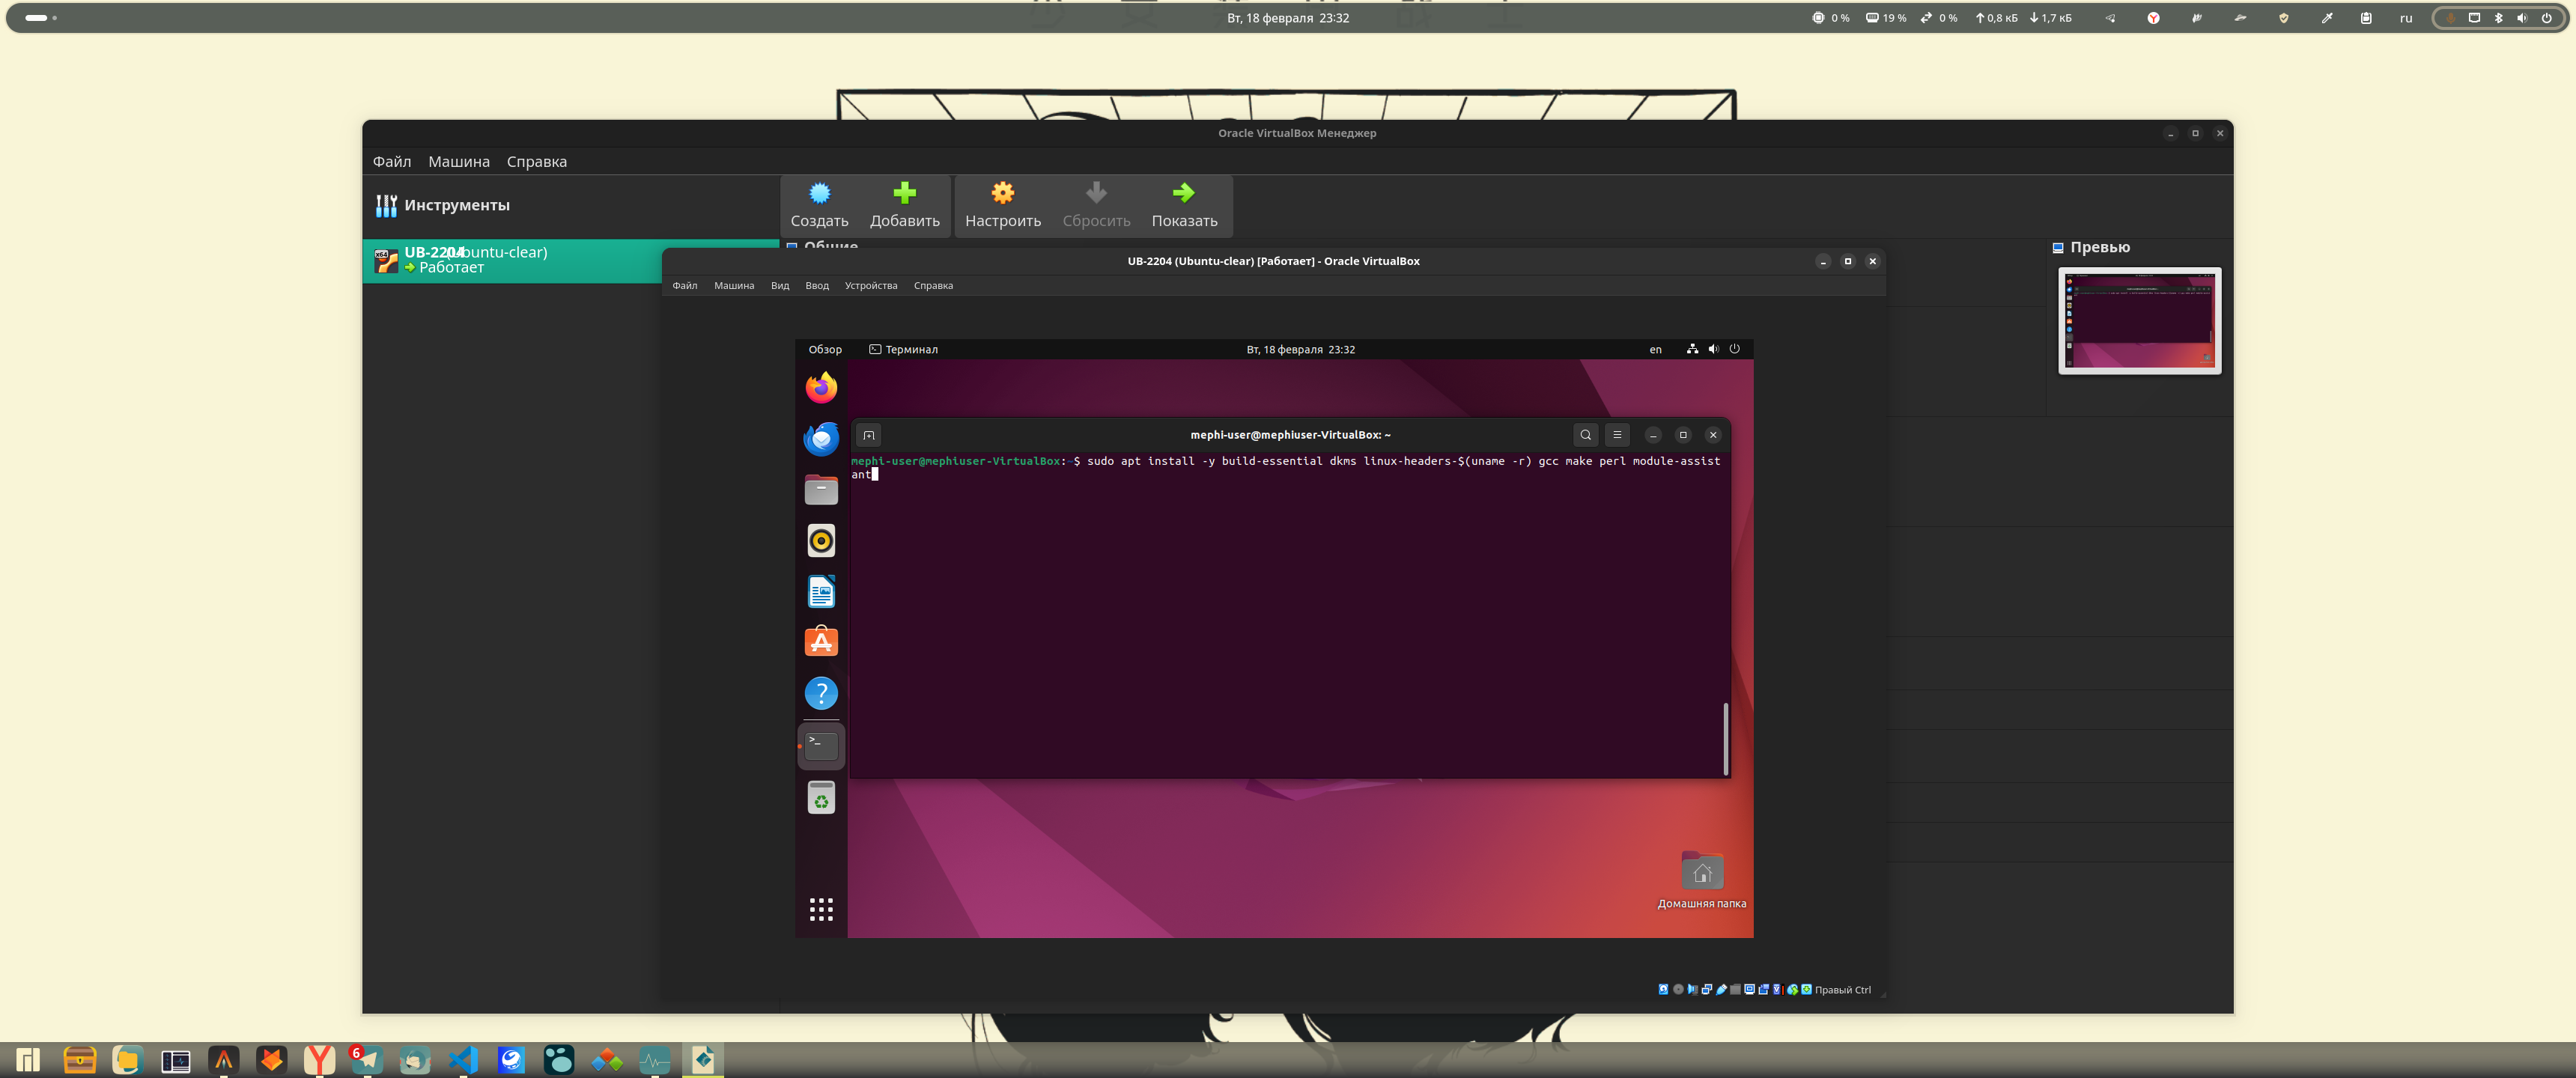 Вт, 18 февраля 23:32
0 % 19 % 0 % 0,8 кБ 1,7 кБ ru
Oracle VirtualBox Менеджер
Файл Машина Справка
Инструменты
Создать Добавить Настроить Сбросить Показать
UB-2204 (Ubuntu-clear)
Работает
Общие
Превью
UB-2204 (Ubuntu-clear) [Работает] - Oracle VirtualBox
Файл Машина Вид Ввод Устройства Справка
Обзор Терминал Вт, 18 февраля 23:32 en
mephi-user@mephiuser-VirtualBox: ~
mephi-user@mephiuser-VirtualBox:~$ sudo apt install -y build-essential dkms linux-headers-$(uname -r) gcc make perl module-assist
ant
Домашняя папка
Правый Ctrl
6